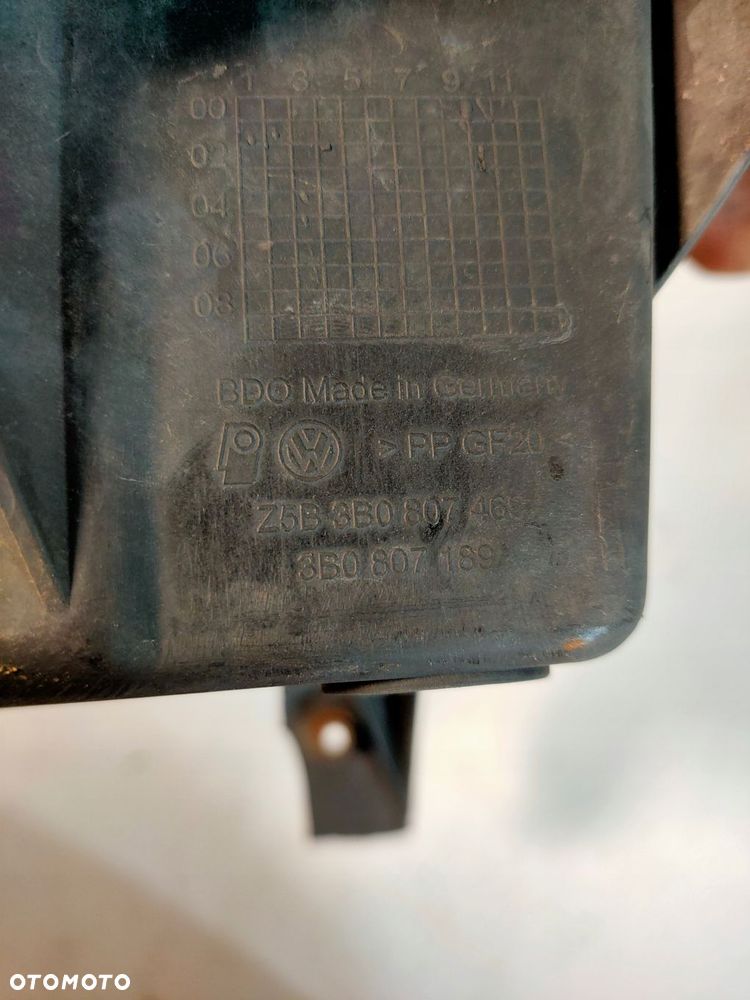 1 3 5 7 9 11
00
02
04
06
08
BDO Made in Germany
> PP GF20 <
Z5B 3B0 807
3B0 807 189
OTOMOTO